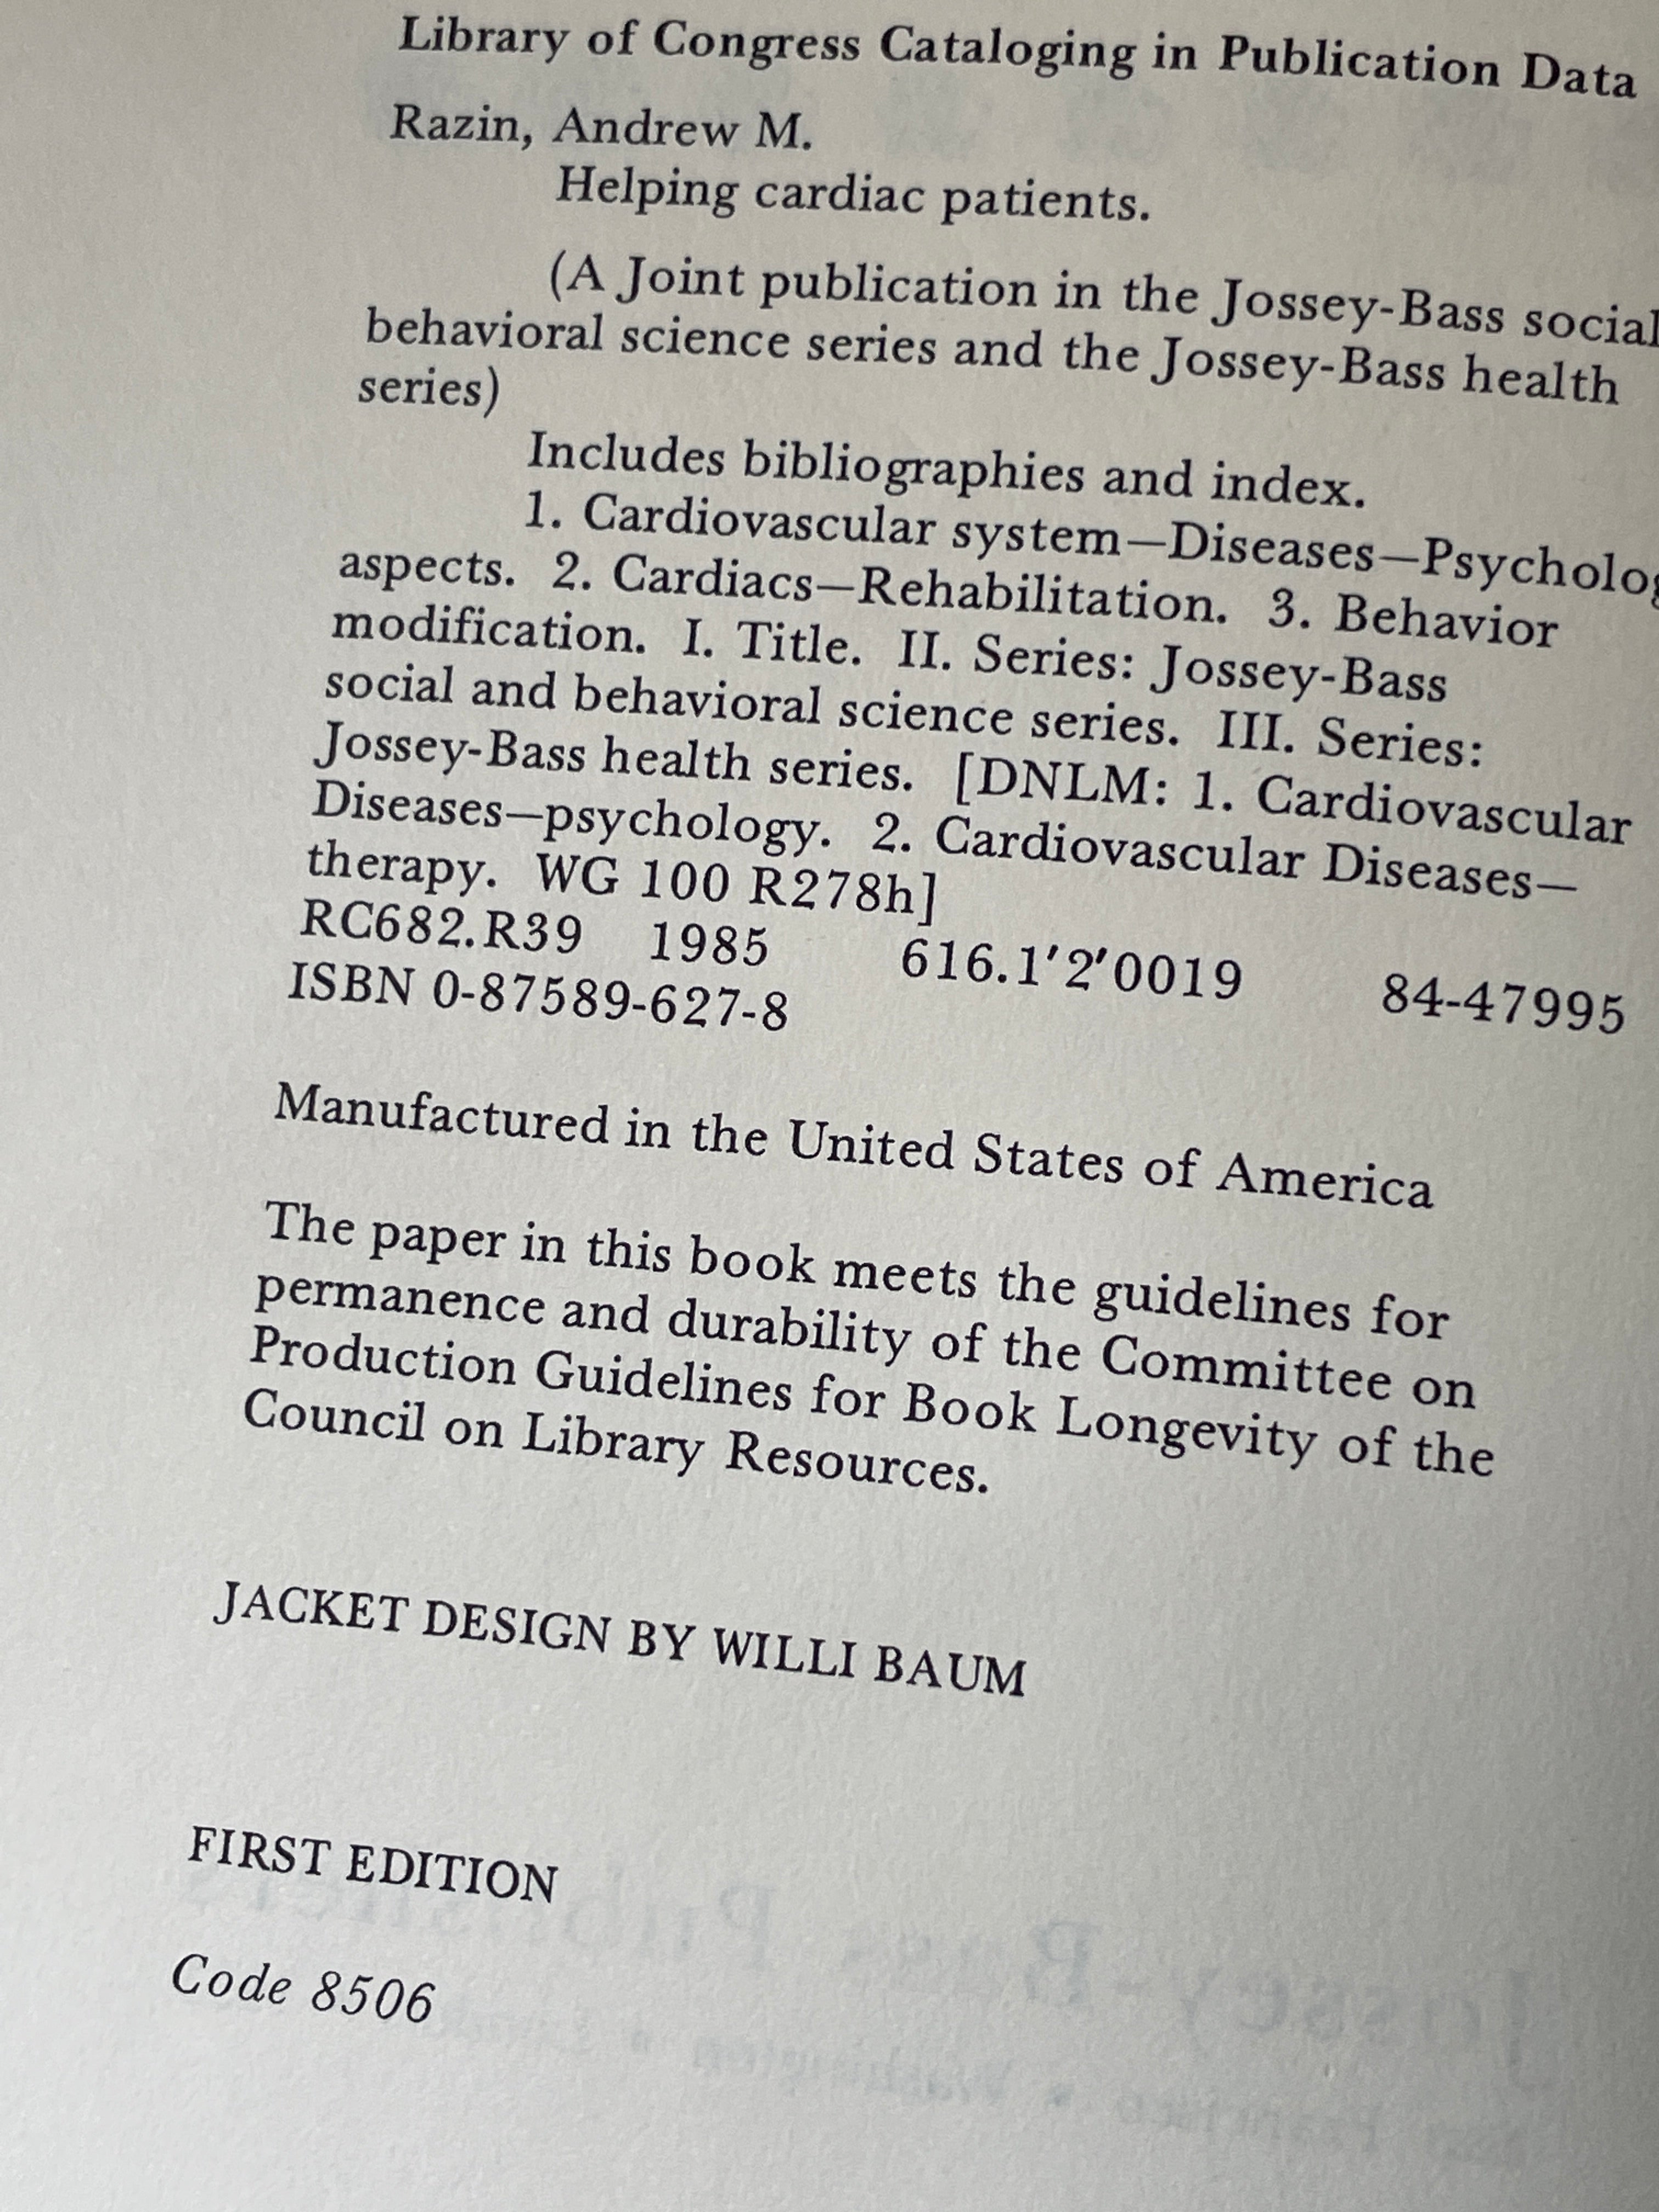 Library of Congress Cataloging in Publication Data
Razin, Andrew M.
Helping cardiac patients.
(A Joint publication in the Jossey-Bass social
behavioral science series and the Jossey-Bass health
series)
Includes bibliographies and index.
1. Cardiovascular system—Diseases—Psycholog
aspects. 2. Cardiacs—Rehabilitation. 3. Behavior
modification. I. Title. II. Series: Jossey-Bass
social and behavioral science series. III. Series:
Jossey-Bass health series. [DNLM: 1. Cardiovascular
Diseases—psychology. 2. Cardiovascular Diseases—
therapy. WG 100 R278h]
RC682.R39 1985 616.1′2′0019 84-47995
ISBN 0-87589-627-8
Manufactured in the United States of America
The paper in this book meets the guidelines for
permanence and durability of the Committee on
Production Guidelines for Book Longevity of the
Council on Library Resources.
JACKET DESIGN BY WILLI BAUM
FIRST EDITION
Code 8506